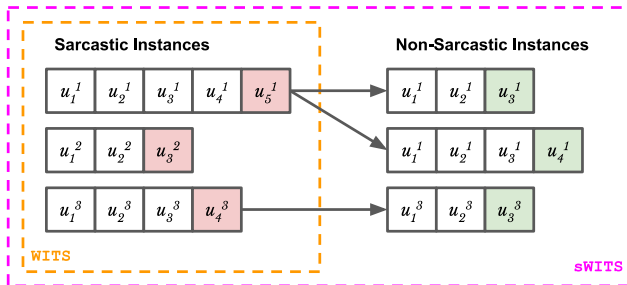 Sarcastic Instances Non-Sarcastic Instances
u₁¹ u₂¹ u₃¹ u₄¹ u₅¹ u₁¹ u₂¹ u₃¹
u₁² u₂² u₃² u₁¹ u₂¹ u₃¹ u₄¹
u₁³ u₂³ u₃³ u₄³ u₁³ u₂³ u₃³
WITS
sWITS